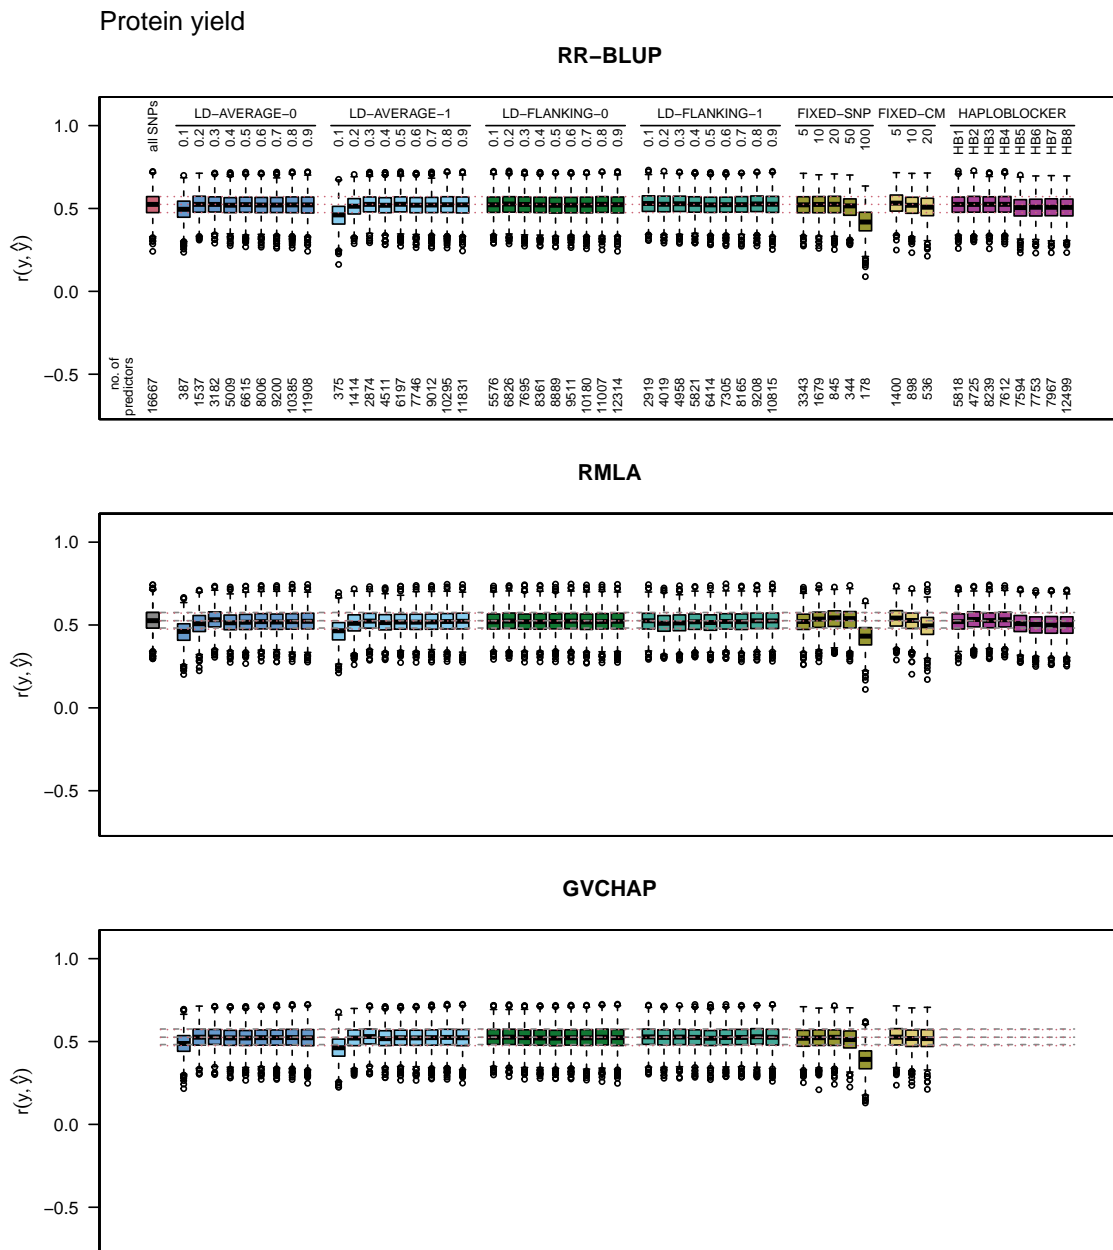 Protein yield
RR−BLUP
all SNPs LD−AVERAGE−0 LD−AVERAGE−1 LD−FLANKING−0 LD−FLANKING−1 FIXED−SNP FIXED−CM HAPLOBLOCKER
0.1 0.2 0.3 0.4 0.5 0.6 0.7 0.8 0.9 0.1 0.2 0.3 0.4 0.5 0.6 0.7 0.8 0.9 0.1 0.2 0.3 0.4 0.5 0.6 0.7 0.8 0.9 0.1 0.2 0.3 0.4 0.5 0.6 0.7 0.8 0.9 5 10 20 50 100 5 10 20 HB1 HB2 HB3 HB4 HB5 HB6 HB7 HB8
1.0
0.5
0.0
−0.5
r(y, ŷ)
no. of
predictors
16667 387 1537 3182 5009 6615 8006 9200 10385 11908 375 1414 2874 4511 6197 7746 9012 10295 11831 5576 6826 7695 8361 8889 9511 10180 11007 12314 2919 4019 4958 5821 6414 7305 8165 9208 10815 3343 1679 845 344 178 1400 898 536 5818 4725 8239 7612 7594 7753 7967 12499
RMLA
1.0
0.5
0.0
−0.5
r(y, ŷ)
GVCHAP
1.0
0.5
0.0
−0.5
r(y, ŷ)